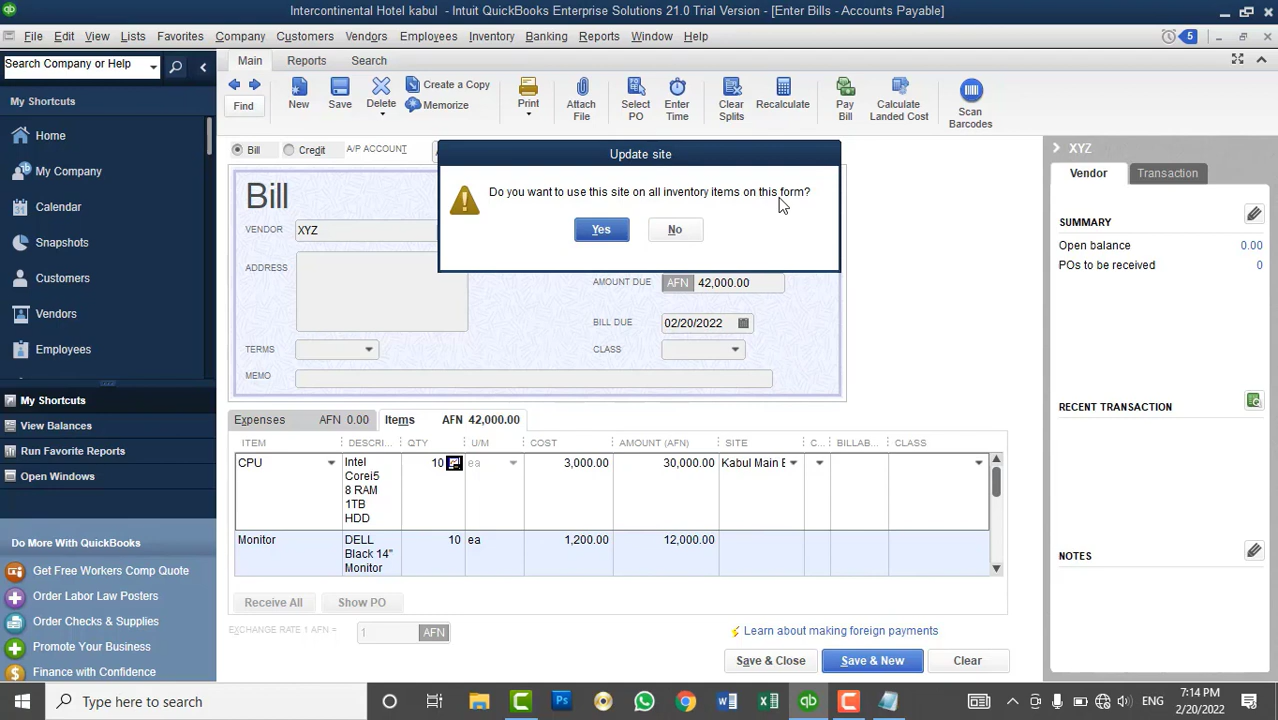 Intercontinental Hotel kabul - Intuit QuickBooks Enterprise Solutions 21.0 Trial Version - [Enter Bills - Accounts Payable]
File Edit View Lists Favorites Company Customers Vendors Employees Inventory Banking Reports Window Help 5
Search Company or Help
Main Reports Search
My Shortcuts
Home
My Company
Calendar
Snapshots
Customers
Vendors
Employees
My Shortcuts
View Balances
Run Favorite Reports
Open Windows
Do More With QuickBooks
Get Free Workers Comp Quote
Order Labor Law Posters
Order Checks & Supplies
Promote Your Business
Finance with Confidence
Find
New
Save
Delete
Create a Copy
Memorize
Print
Attach File
Select PO
Enter Time
Clear Splits
Recalculate
Pay Bill
Calculate Landed Cost
Scan Barcodes
Bill Credit A/P ACCOUNT
Update site
Do you want to use this site on all inventory items on this form?
Yes No
Bill
VENDOR XYZ
ADDRESS
AMOUNT DUE AFN 42,000.00
BILL DUE 02/20/2022
TERMS CLASS
MEMO
Expenses AFN 0.00 Items AFN 42,000.00
ITEM DESCRI... QTY U/M COST AMOUNT (AFN) SITE C... BILLAB... CLASS
CPU Intel 10 ea 3,000.00 30,000.00 Kabul Main
Corei5
8 RAM
1TB
HDD
Monitor DELL 10 ea 1,200.00 12,000.00
Black 14"
Monitor
Receive All Show PO
EXCHANGE RATE 1 AFN = 1 AFN
Learn about making foreign payments
Save & Close Save & New Clear
XYZ
Vendor Transaction
SUMMARY
Open balance 0.00
POs to be received 0
RECENT TRANSACTION
NOTES
Type here to search
ENG
7:14 PM
2/20/2022